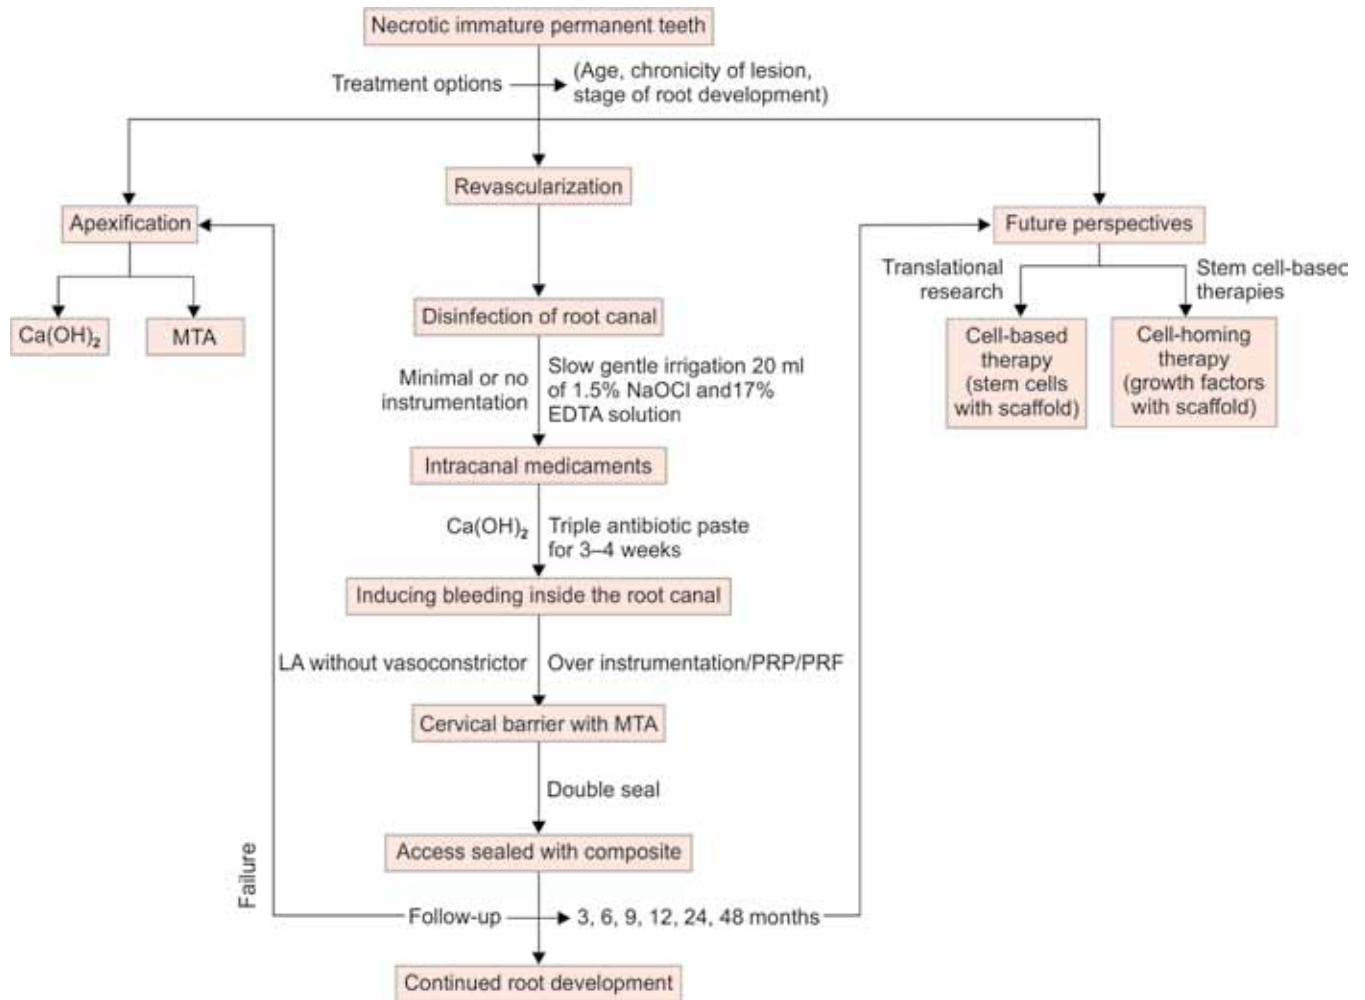 Necrotic immature permanent teeth
Treatment options
(Age, chronicity of lesion,
stage of root development)
Revascularization
Apexification
Future perspectives
Translational
research
Stem cell-based
therapies
Ca(OH)₂
MTA
Disinfection of root canal
Cell-based
therapy
(stem cells
with scaffold)
Cell-homing
therapy
(growth factors
with scaffold)
Minimal or no
instrumentation
Slow gentle irrigation 20 ml
of 1.5% NaOCl and17%
EDTA solution
Intracanal medicaments
Ca(OH)₂
Triple antibiotic paste
for 3–4 weeks
Inducing bleeding inside the root canal
LA without vasoconstrictor
Over instrumentation/PRP/PRF
Cervical barrier with MTA
Double seal
Access sealed with composite
Failure
Follow-up
3, 6, 9, 12, 24, 48 months
Continued root development